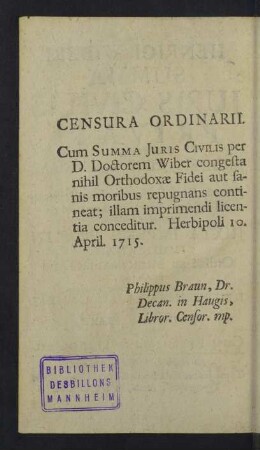 CENSURA ORDINARII.
Cum SUMMA JURIS CIVILIS per
D. Doctorem Wiber congesta
nihil Orthodoxæ Fidei aut sa-
nis moribus repugnans conti-
neat; illam imprimendi licen-
tia conceditur. Herbipoli 10.
April. 1715.
Philippus Braun, Dr.
Decan. in Haugis,
Libror. Censor. mp.
BIBLIOTHEK
DESBILLONS
MANNHEIM